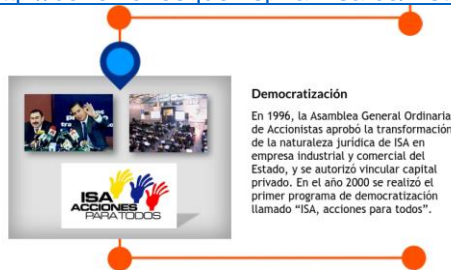 Democratización
En 1996, la Asamblea General Ordinaria
de Accionistas aprobó la transformación
de la naturaleza jurídica de ISA en
empresa industrial y comercial del
Estado, y se autorizó vincular capital
privado. En el año 2000 se realizó el
primer programa de democratización
llamado “ISA, acciones para todos”.
ISA
ACCIONES
PARA TODOS